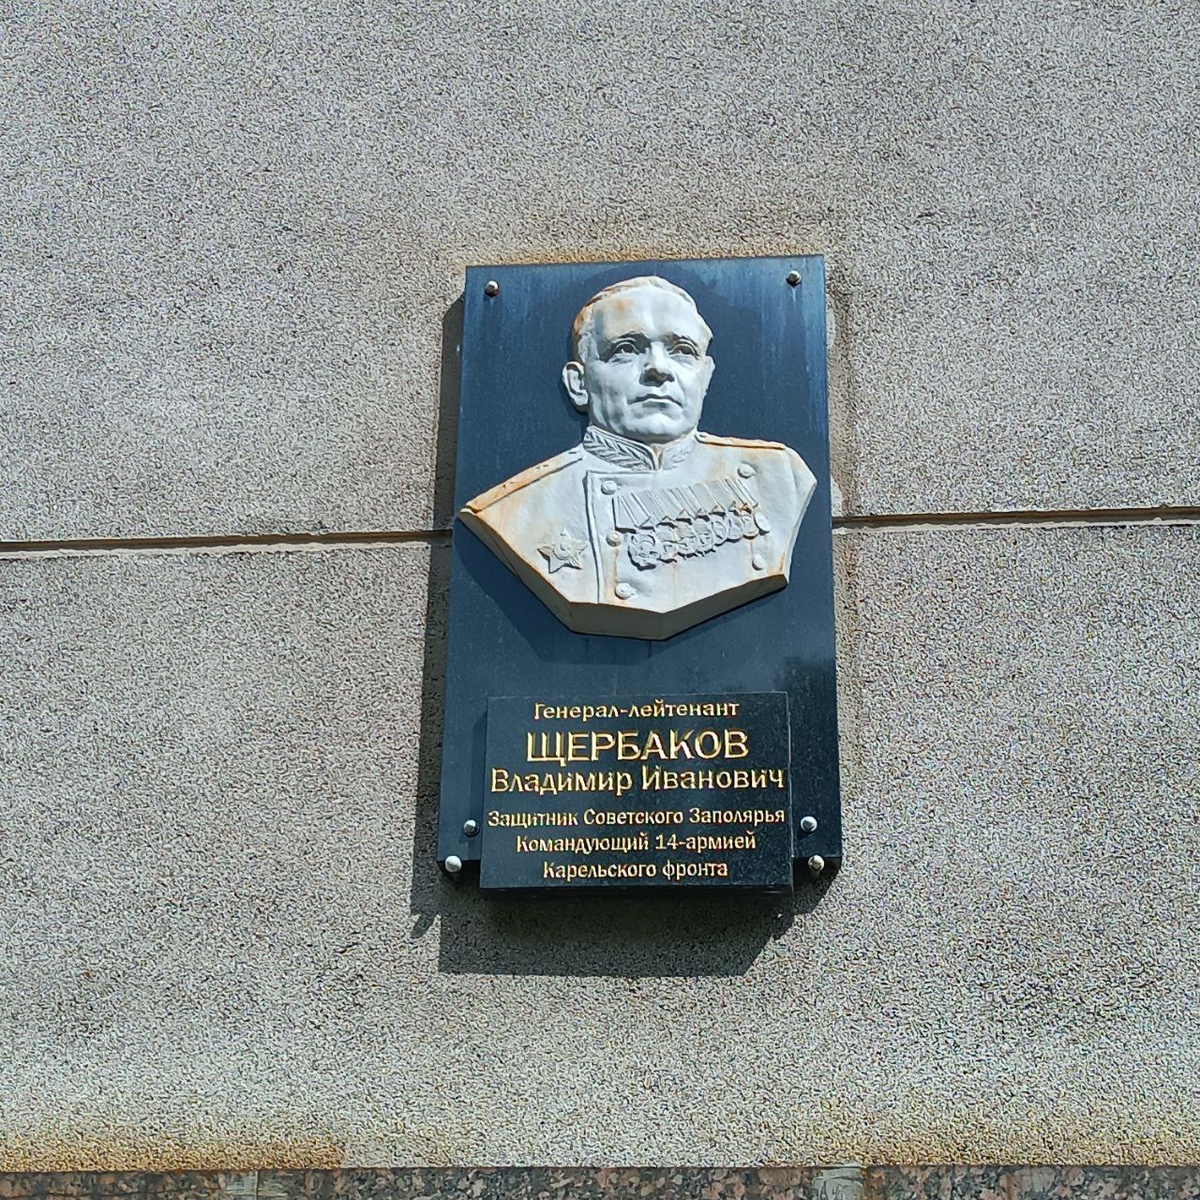 Генерал-лейтенант
ЩЕРБАКОВ
Владимир Иванович
Защитник Советского Заполярья
Командующий 14-армией
Карельского фронта